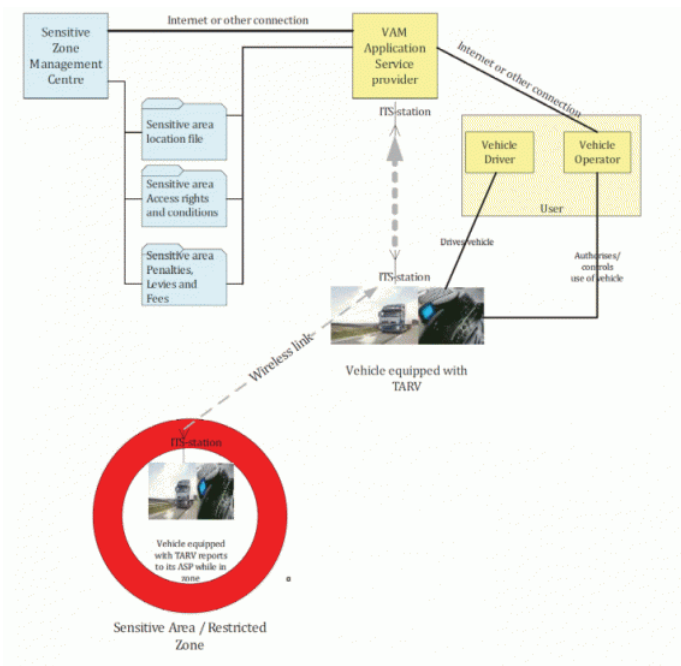 Internet or other connection
Sensitive
Zone
Management
Centre
VAM
Application
Service
provider
Internet or other connection
ITS-station
Sensitive area
location file
Sensitive area
Access rights
and conditions
Sensitive area
Penalties,
Levies and
Fees
Vehicle
Driver
Vehicle
Operator
User
Drives vehicle
Authorises/
controls
use of vehicle
ITS-station
Wireless link
Vehicle equipped with
TARV
ITS-station
Vehicle equipped
with TARV reports
to its ASP while in
zone
Sensitive Area / Restricted
Zone